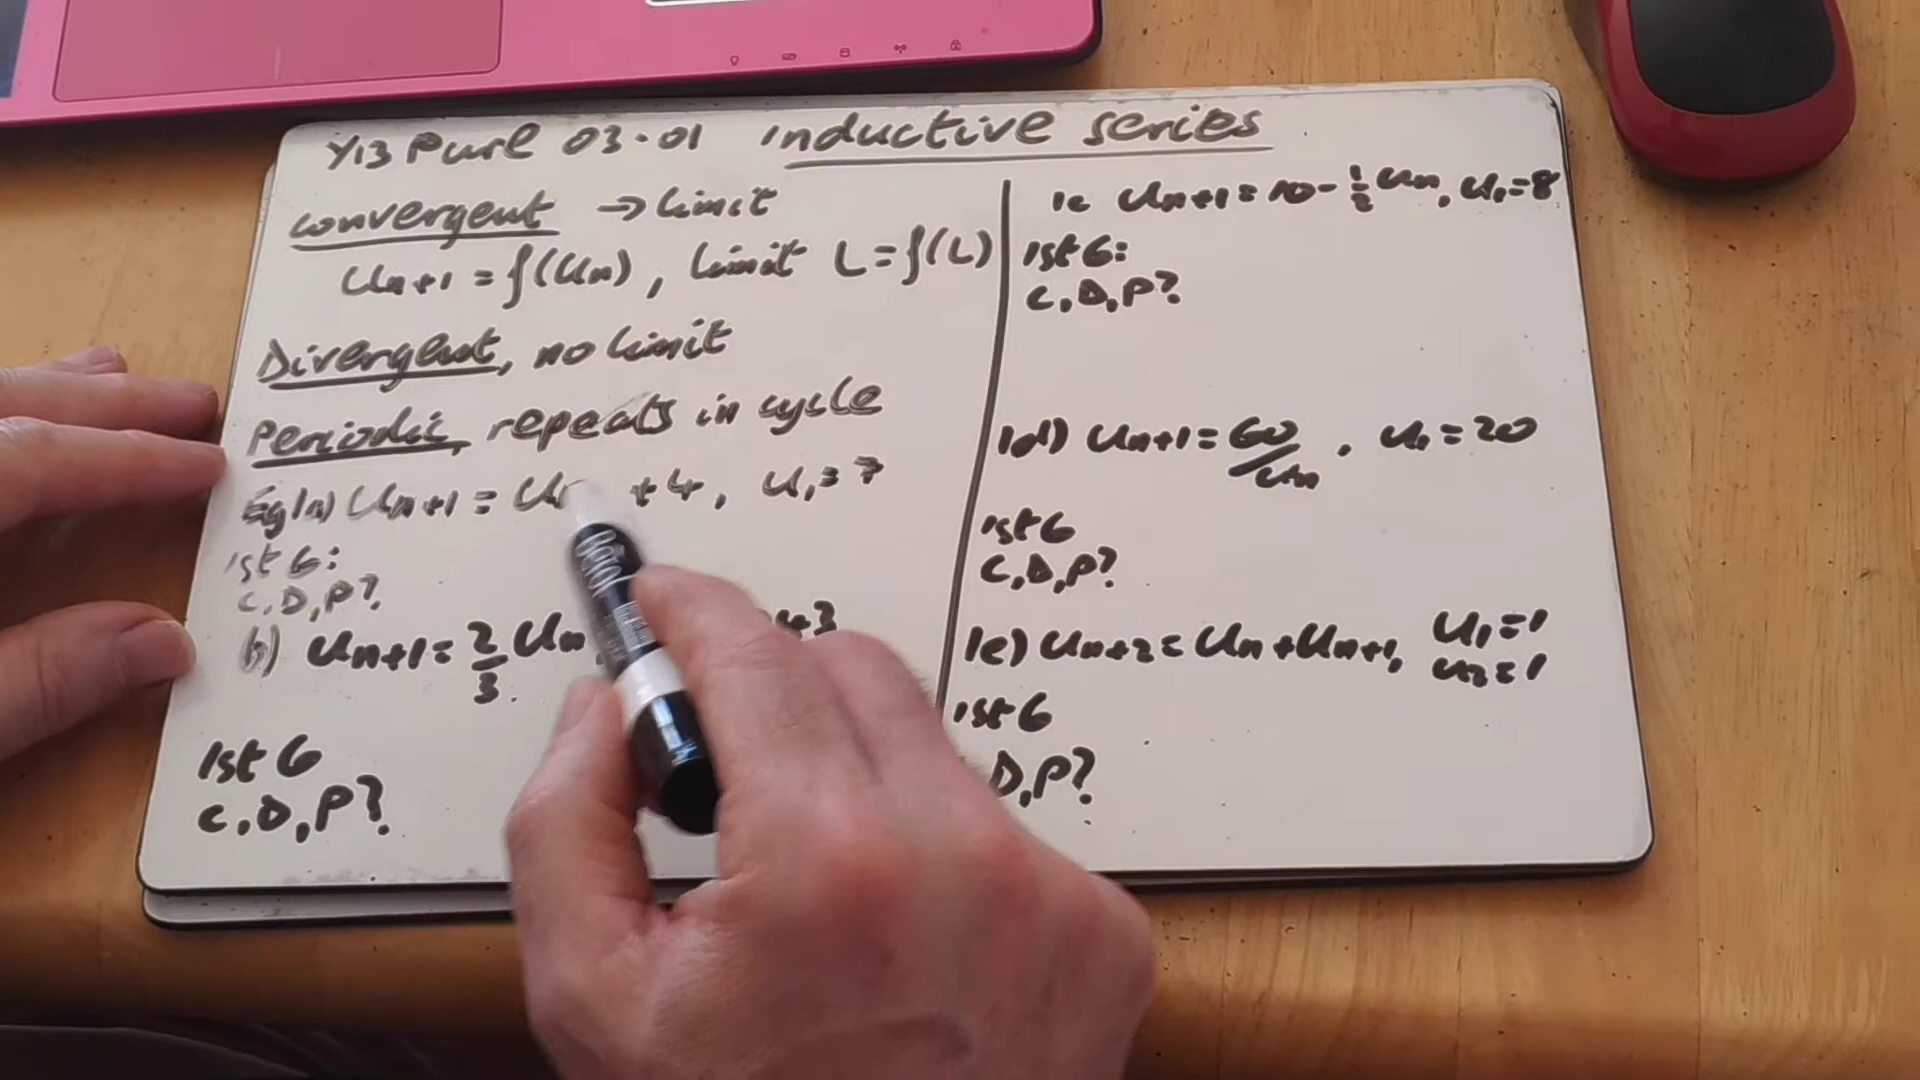 Y13 Pure 03.01 Inductive series
convergent → limit
Un+1 = f(Un), limit L = f(L)
Divergent, no limit
Periodic, repeats in cycle
Eg 1a) Un+1 = Un + 4, U1 = 7
1st 6:
C, D, P?
b) Un+1 = 2/3 Un, 43
1st 6
C, D, P?
1c Un+1 = 10 - 1/2 Un, U1 = 8
1st 6:
C, D, P?
1d) Un+1 = 60/Un, U1 = 20
1st 6
C, D, P?
1e) Un+2 = Un + Un+1, U1 = 1
U2 = 1
1st 6
D, P?